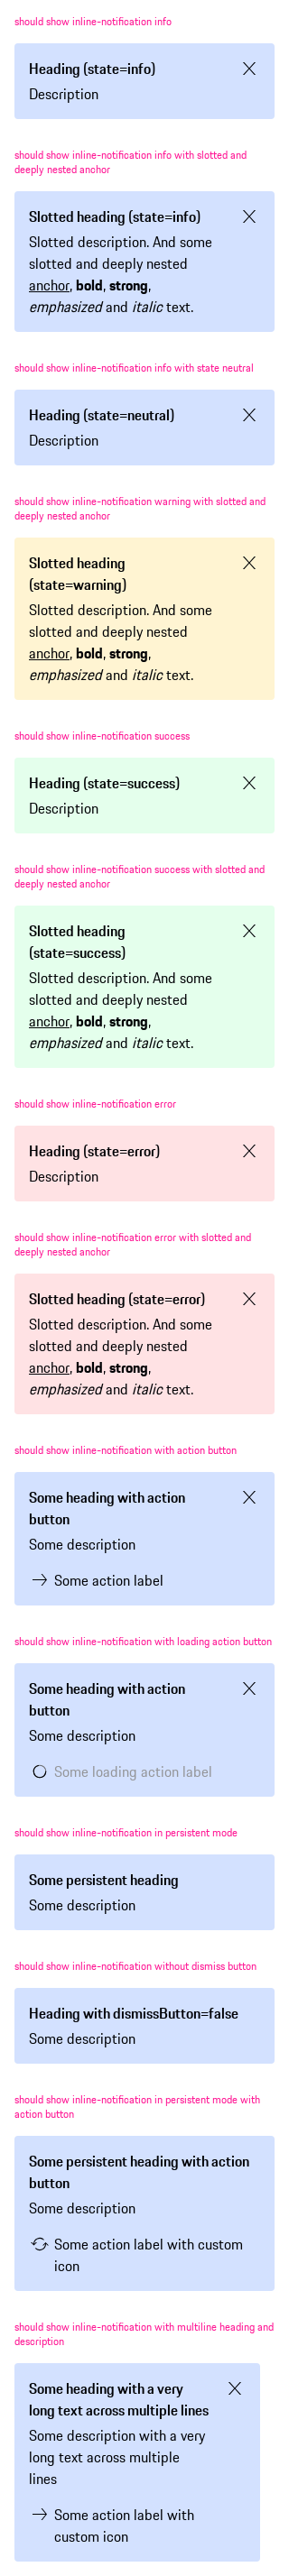 should show inline-notification info
Heading (state=info)
Description
should show inline-notification info with slotted and
deeply nested anchor
Slotted heading (state=info)
Slotted description. And some
slotted and deeply nested
anchor, bold, strong,
emphasized and italic text.
should show inline-notification info with state neutral
Heading (state=neutral)
Description
should show inline-notification warning with slotted and
deeply nested anchor
Slotted heading
(state=warning)
Slotted description. And some
slotted and deeply nested
anchor, bold, strong,
emphasized and italic text.
should show inline-notification success
Heading (state=success)
Description
should show inline-notification success with slotted and
deeply nested anchor
Slotted heading
(state=success)
Slotted description. And some
slotted and deeply nested
anchor, bold, strong,
emphasized and italic text.
should show inline-notification error
Heading (state=error)
Description
should show inline-notification error with slotted and
deeply nested anchor
Slotted heading (state=error)
Slotted description. And some
slotted and deeply nested
anchor, bold, strong,
emphasized and italic text.
should show inline-notification with action button
Some heading with action
button
Some description
Some action label
should show inline-notification with loading action button
Some heading with action
button
Some description
Some loading action label
should show inline-notification in persistent mode
Some persistent heading
Some description
should show inline-notification without dismiss button
Heading with dismissButton=false
Some description
should show inline-notification in persistent mode with
action button
Some persistent heading with action
button
Some description
Some action label with custom
icon
should show inline-notification with multiline heading and
description
Some heading with a very
long text across multiple lines
Some description with a very
long text across multiple
lines
Some action label with
custom icon